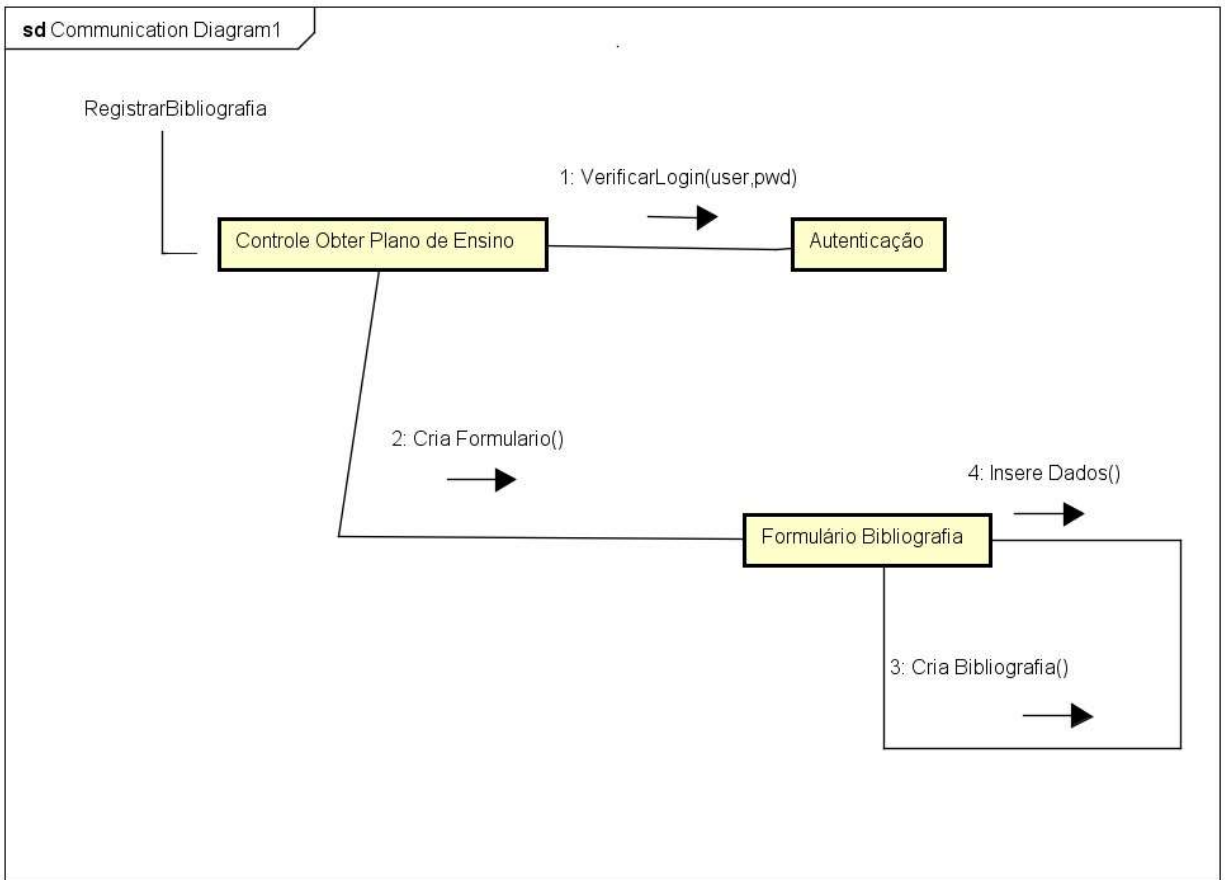 sd Communication Diagram1
RegistrarBibliografia
1: VerificarLogin(user,pwd)
Controle Obter Plano de Ensino
Autenticação
2: Cria Formulario()
4: Insere Dados()
Formulário Bibliografia
3: Cria Bibliografia()